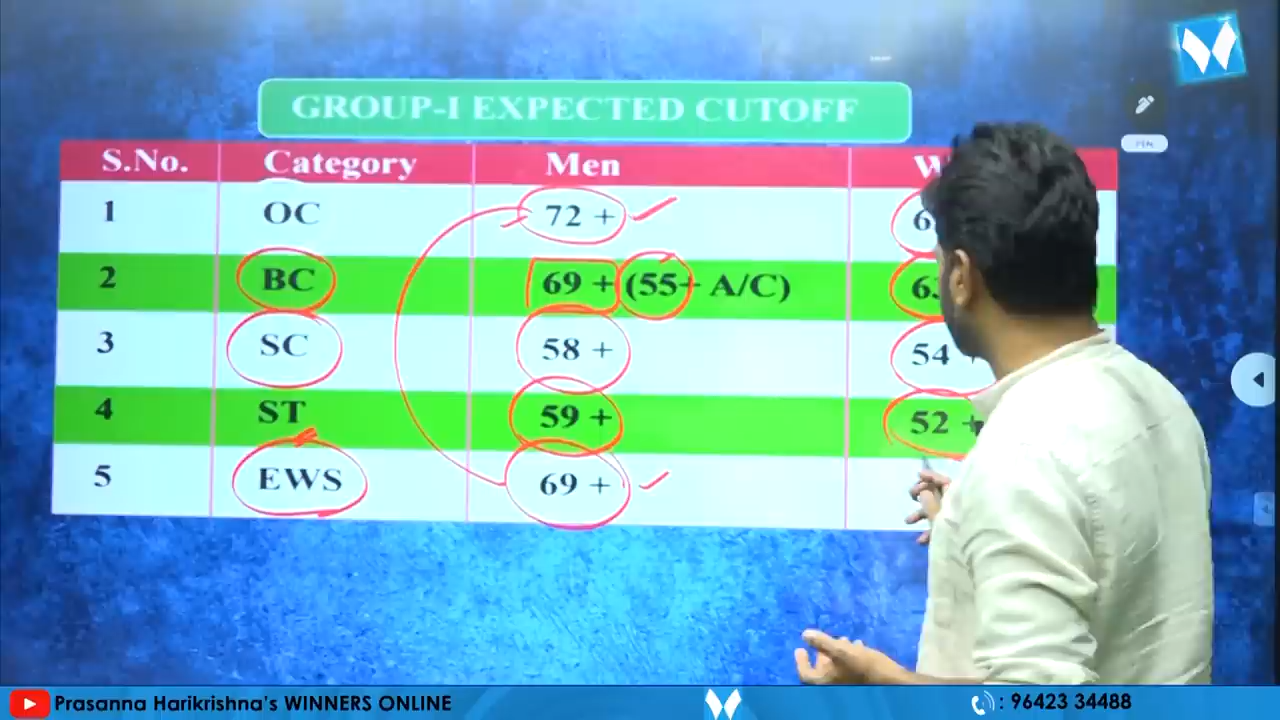 GROUP-I EXPECTED CUTOFF
S.No. Category Men
1 OC 72 +
2 BC 69 + (55+ A/C)
3 SC 58 + 54
4 ST 59 + 52 +
5 EWS 69 +
PEN
Prasanna Harikrishna's WINNERS ONLINE : 96423 34488